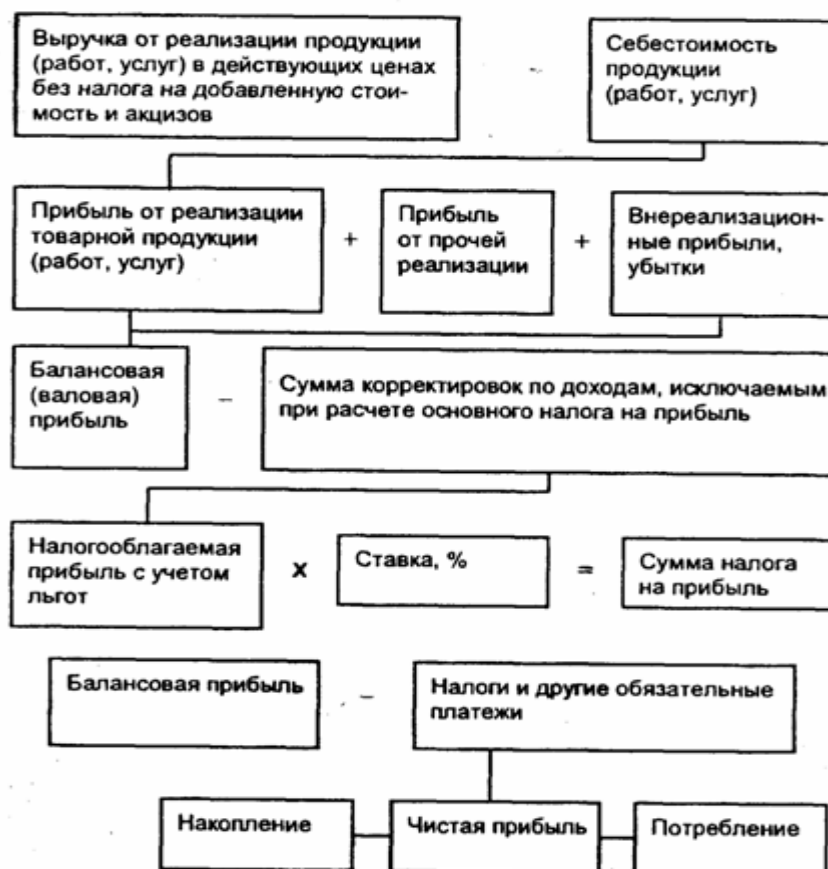 Выручка от реализации продукции
(работ, услуг) в действующих ценах
без налога на добавленную стои-
мость и акцизов
-
Себестоимость
продукции
(работ, услуг)
Прибыль от реализации
товарной продукции
(работ, услуг)
+
Прибыль
от прочей
реализации
+
Внереализацион-
ные прибыли,
убытки
Балансовая
(валовая)
прибыль
-
Сумма корректировок по доходам, исключаемым
при расчете основного налога на прибыль
Налогооблагаемая
прибыль с учетом
льгот
х
Ставка, %
=
Сумма налога
на прибыль
Балансовая прибыль
-
Налоги и другие обязательные
платежи
Накопление
Чистая прибыль
Потребление